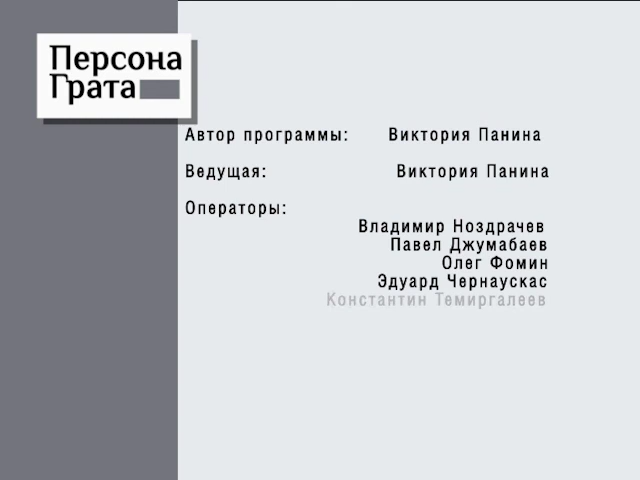 Персона
Грата
Автор программы: Виктория Панина
Ведущая: Виктория Панина
Операторы:
Владимир Ноздрачев
Павел Джумабаев
Олег Фомин
Эдуард Чернаускас
Константин Темиргалеев